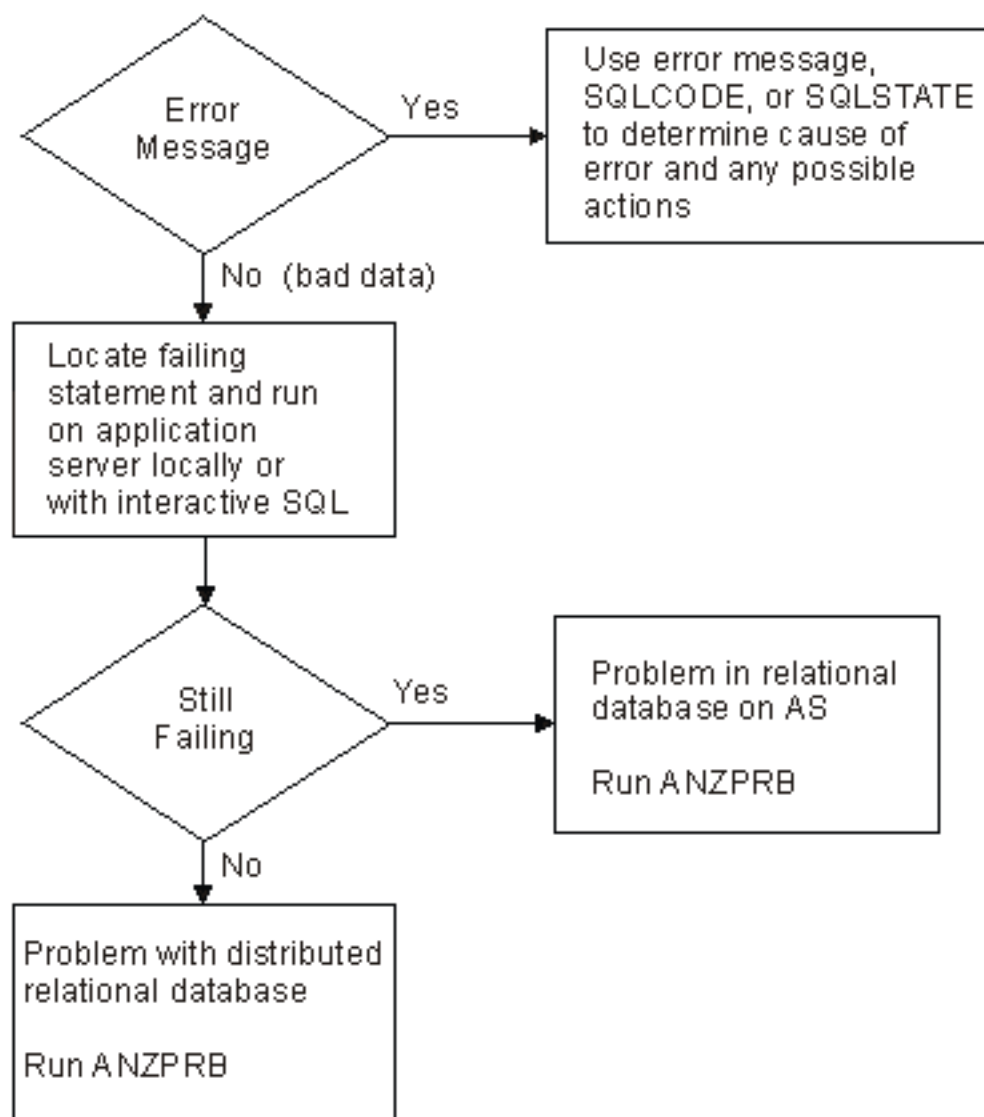 Error
Message
Yes
Use error message,
SQLCODE, or SQLSTATE
to determine cause of
error and any possible
actions
No (bad data)
Locate failing
statement and run
on application
server locally or
with interactive SQL
Still
Failing
Yes
Problem in relational
database on AS
Run ANZPRB
No
Problem with distributed
relational database
Run ANZPRB